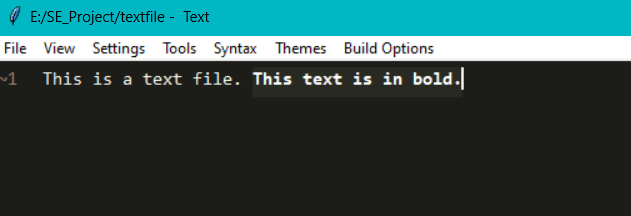 E:/SE_Project/textfile - Text
File View Settings Tools Syntax Themes Build Options
~1 This is a text file. This text is in bold.